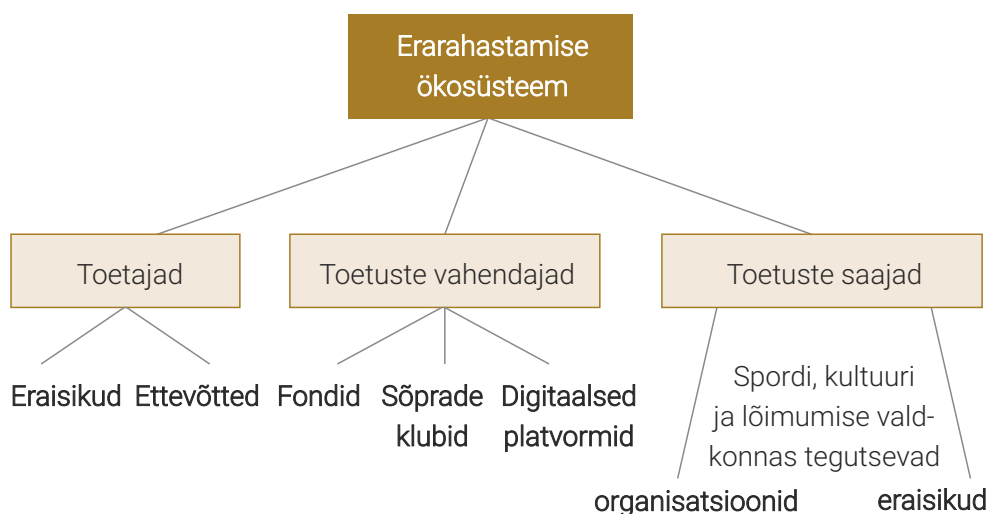 Erarahastamise
ökosüsteem
Toetajad
Toetuste vahendajad
Toetuste saajad
Eraisikud
Ettevõtted
Fondid
Sõprade
klubid
Digitaalsed
platvormid
Spordi, kultuuri
ja lõimumise vald-
konnas tegutsevad
organisatsioonid
eraisikud